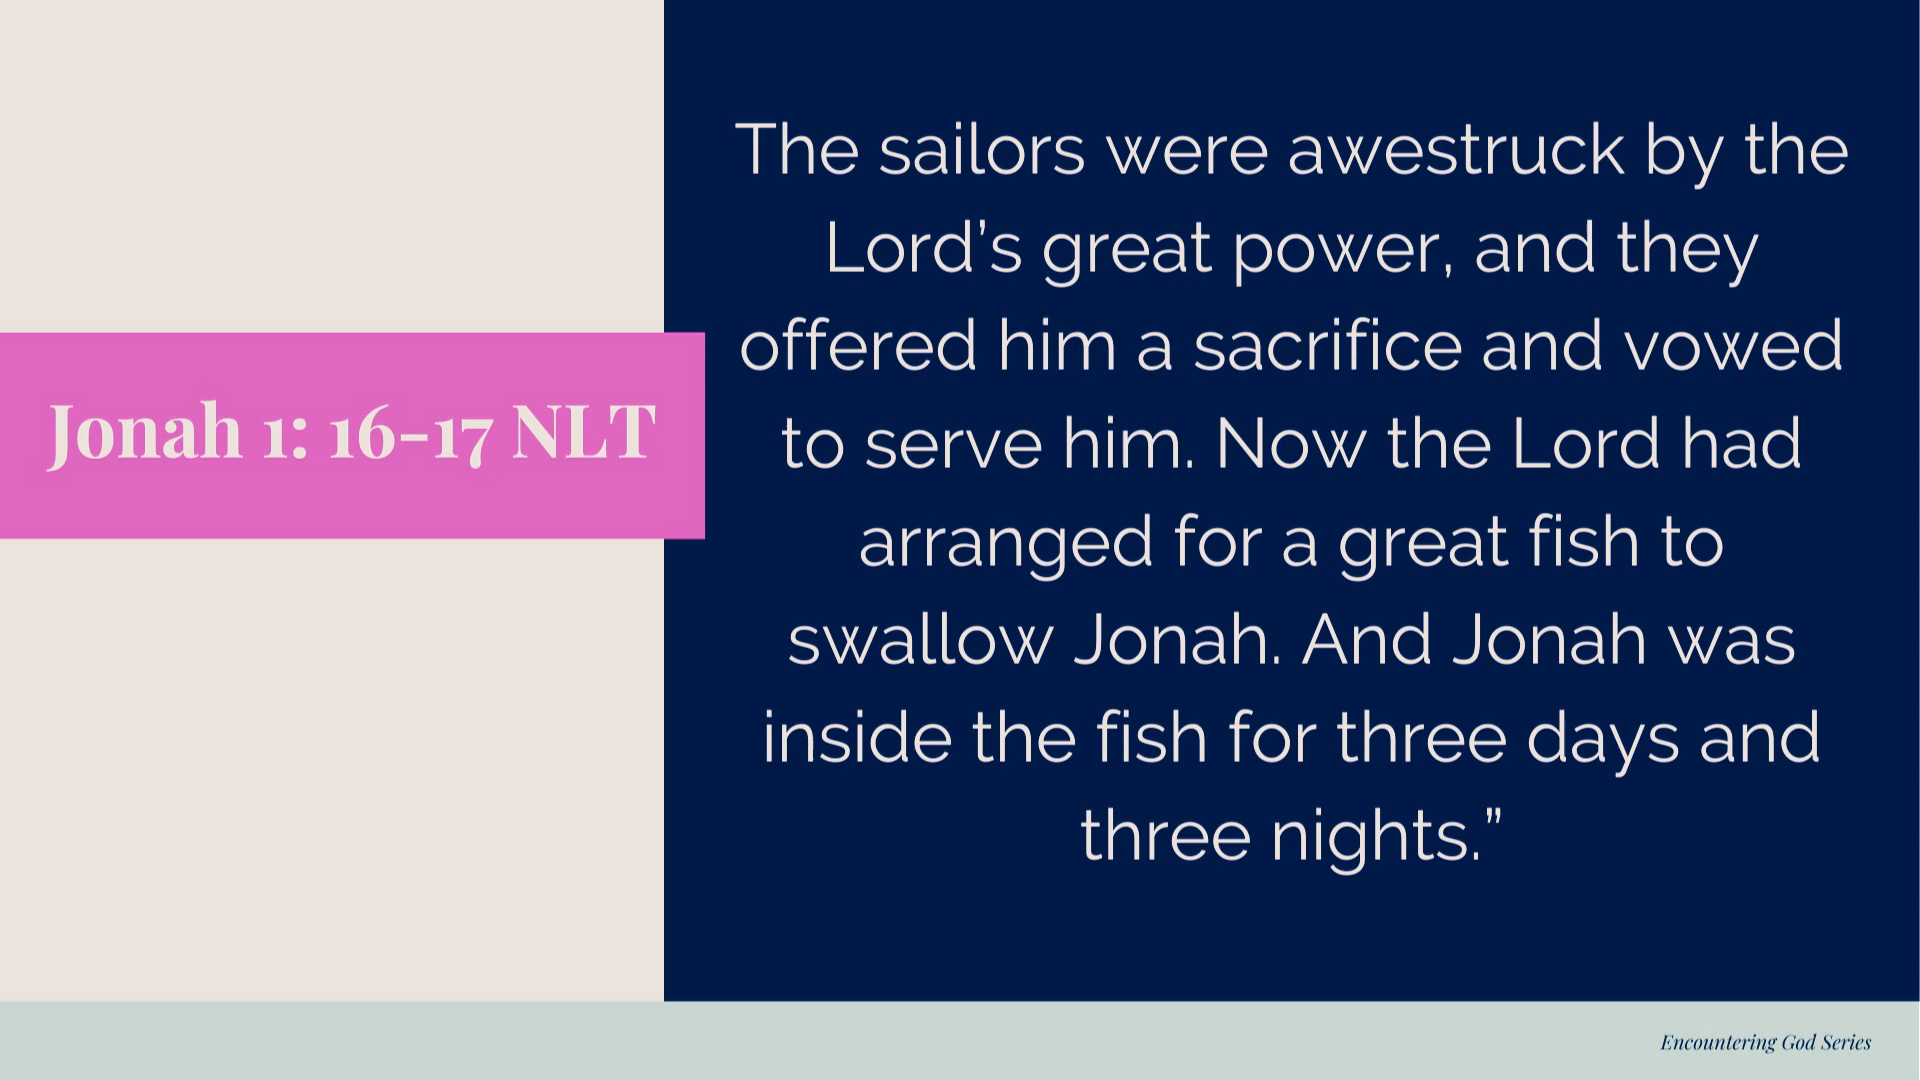 Jonah 1: 16-17 NLT
The sailors were awestruck by the
Lord’s great power, and they
offered him a sacrifice and vowed
to serve him. Now the Lord had
arranged for a great fish to
swallow Jonah. And Jonah was
inside the fish for three days and
three nights.”
Encountering God Series